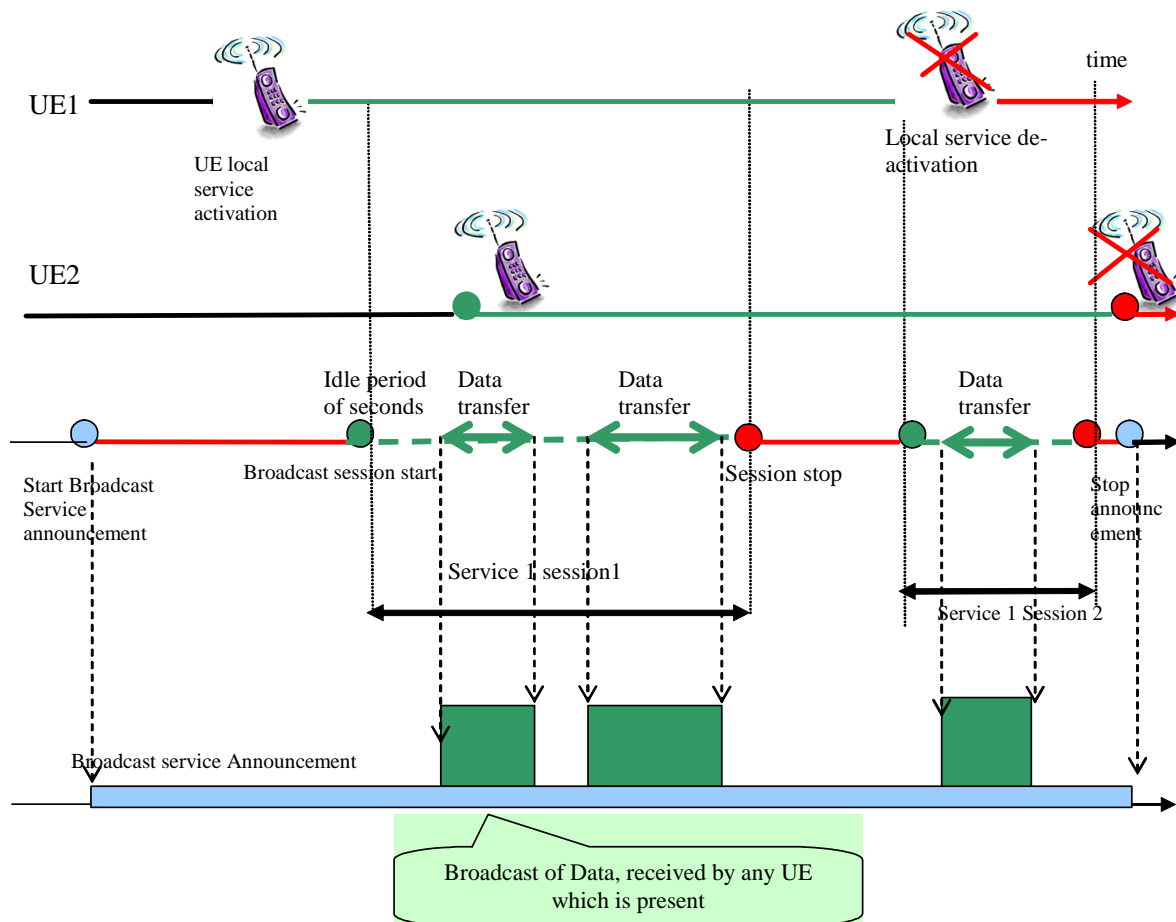 time
UE1
Local service de-
activation
UE local
service
activation
UE2
Idle period
of seconds
Data
transfer
Data
transfer
Data
transfer
Broadcast session start
Session stop
Start Broadcast
Service
announcement
Stop
announc
ement
Service 1 session1
Service 1 Session 2
Broadcast service Announcement
Broadcast of Data, received by any UE
which is present